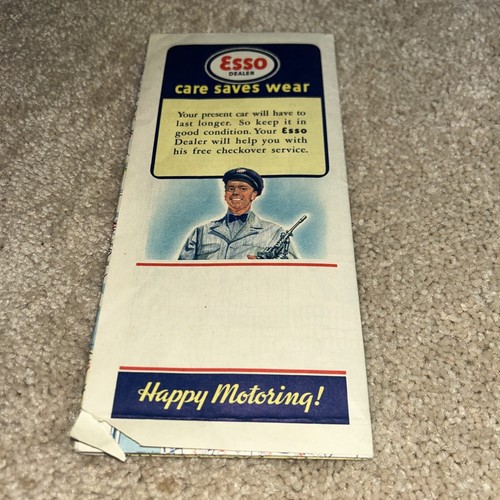 Esso
DEALER
care saves wear
Your present car will have to
last longer. So keep it in
good condition. Your Esso
Dealer will help you with
his free checkover service.
Happy Motoring!